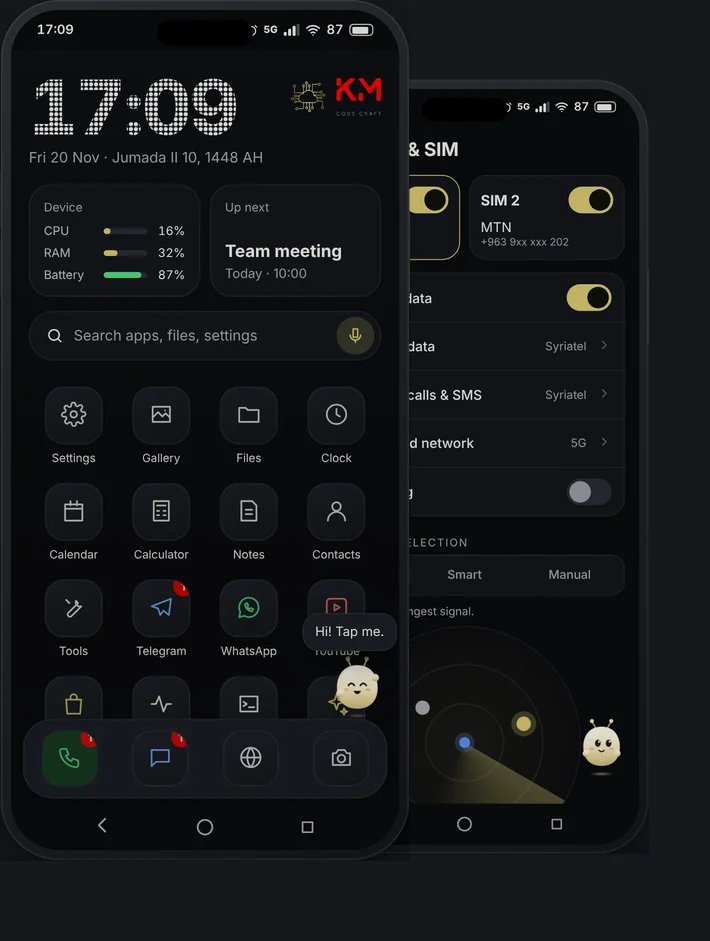 17:09
5G
87
17:09
KM
CODE CRAFT
Fri 20 Nov · Jumada II 10, 1448 AH
Device
CPU 16%
RAM 32%
Battery 87%
Up next
Team meeting
Today · 10:00
Search apps, files, settings
Settings Gallery Files Clock
Calendar Calculator Notes Contacts
Tools Telegram WhatsApp YouTube
Hi! Tap me.
5G
87
& SIM
SIM 2
MTN
+963 9xx xxx 202
data
data Syriatel
calls & SMS Syriatel
d network 5G
g
ELECTION
Smart Manual
ngest signal.